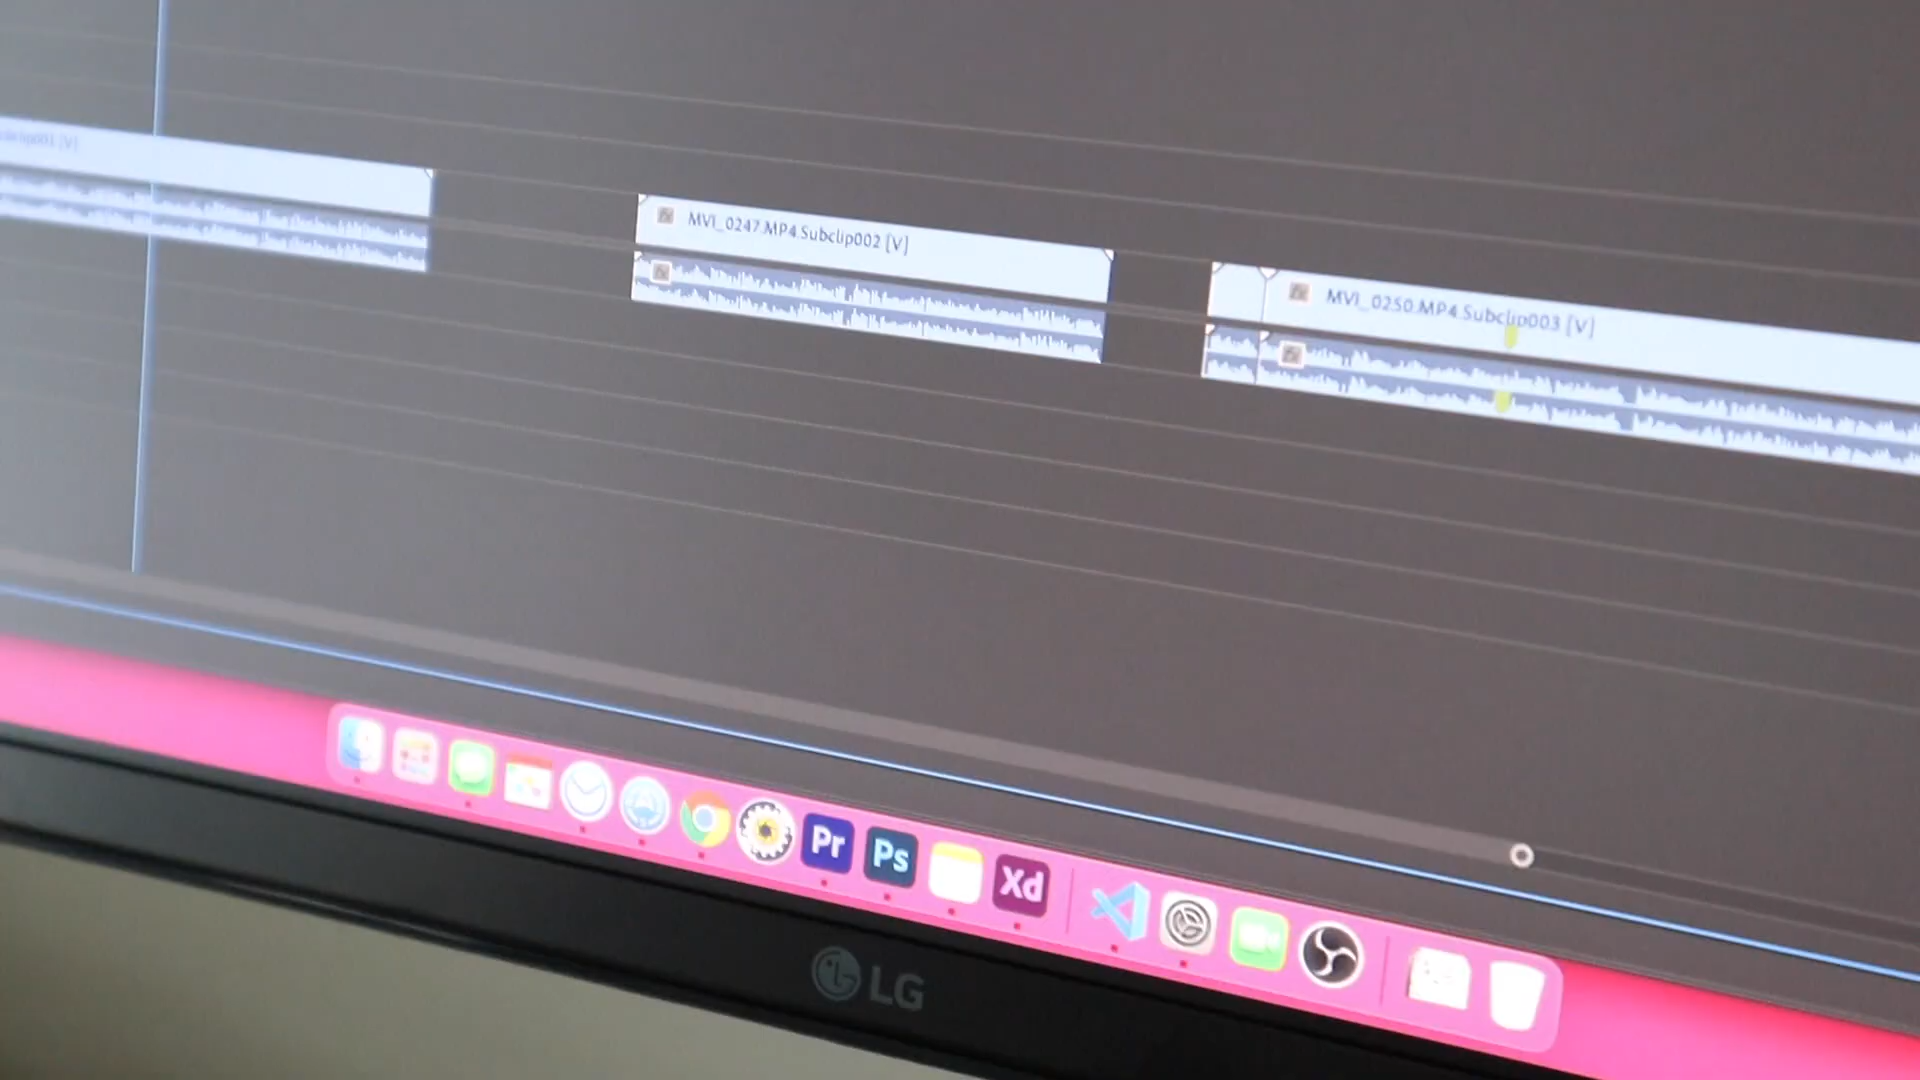 MVI_0247.MP4.Subclip002 [V]
MVI_0250.MP4.Subclip003 [V]
Pr
Ps
Xd
LG